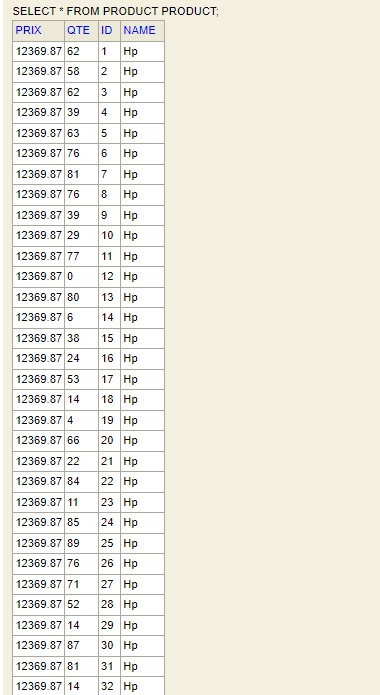 SELECT * FROM PRODUCT PRODUCT;
PRIX QTE ID NAME
12369.87 62 1 Hp
12369.87 58 2 Hp
12369.87 62 3 Hp
12369.87 39 4 Hp
12369.87 63 5 Hp
12369.87 76 6 Hp
12369.87 81 7 Hp
12369.87 76 8 Hp
12369.87 39 9 Hp
12369.87 29 10 Hp
12369.87 77 11 Hp
12369.87 0 12 Hp
12369.87 80 13 Hp
12369.87 6 14 Hp
12369.87 38 15 Hp
12369.87 24 16 Hp
12369.87 53 17 Hp
12369.87 14 18 Hp
12369.87 4 19 Hp
12369.87 66 20 Hp
12369.87 22 21 Hp
12369.87 84 22 Hp
12369.87 11 23 Hp
12369.87 85 24 Hp
12369.87 89 25 Hp
12369.87 76 26 Hp
12369.87 71 27 Hp
12369.87 52 28 Hp
12369.87 14 29 Hp
12369.87 87 30 Hp
12369.87 81 31 Hp
12369.87 14 32 Hp